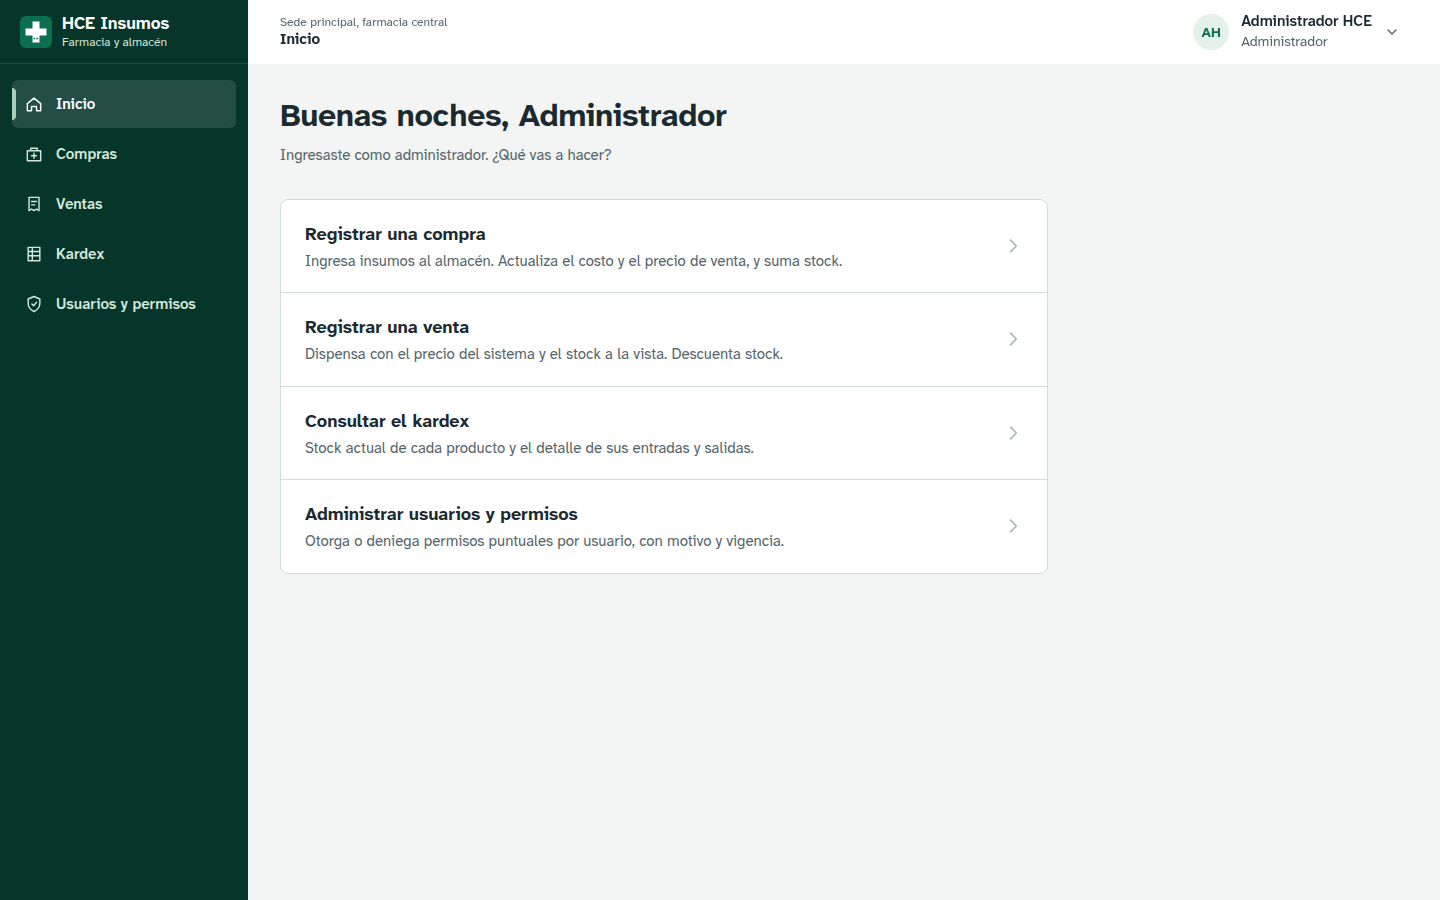 HCE Insumos
Farmacia y almacén
Inicio
Compras
Ventas
Kardex
Usuarios y permisos
Sede principal, farmacia central
Inicio
AH
Administrador HCE
Administrador
Buenas noches, Administrador
Ingresaste como administrador. ¿Qué vas a hacer?
Registrar una compra
Ingresa insumos al almacén. Actualiza el costo y el precio de venta, y suma stock.
Registrar una venta
Dispensa con el precio del sistema y el stock a la vista. Descuenta stock.
Consultar el kardex
Stock actual de cada producto y el detalle de sus entradas y salidas.
Administrar usuarios y permisos
Otorga o deniega permisos puntuales por usuario, con motivo y vigencia.